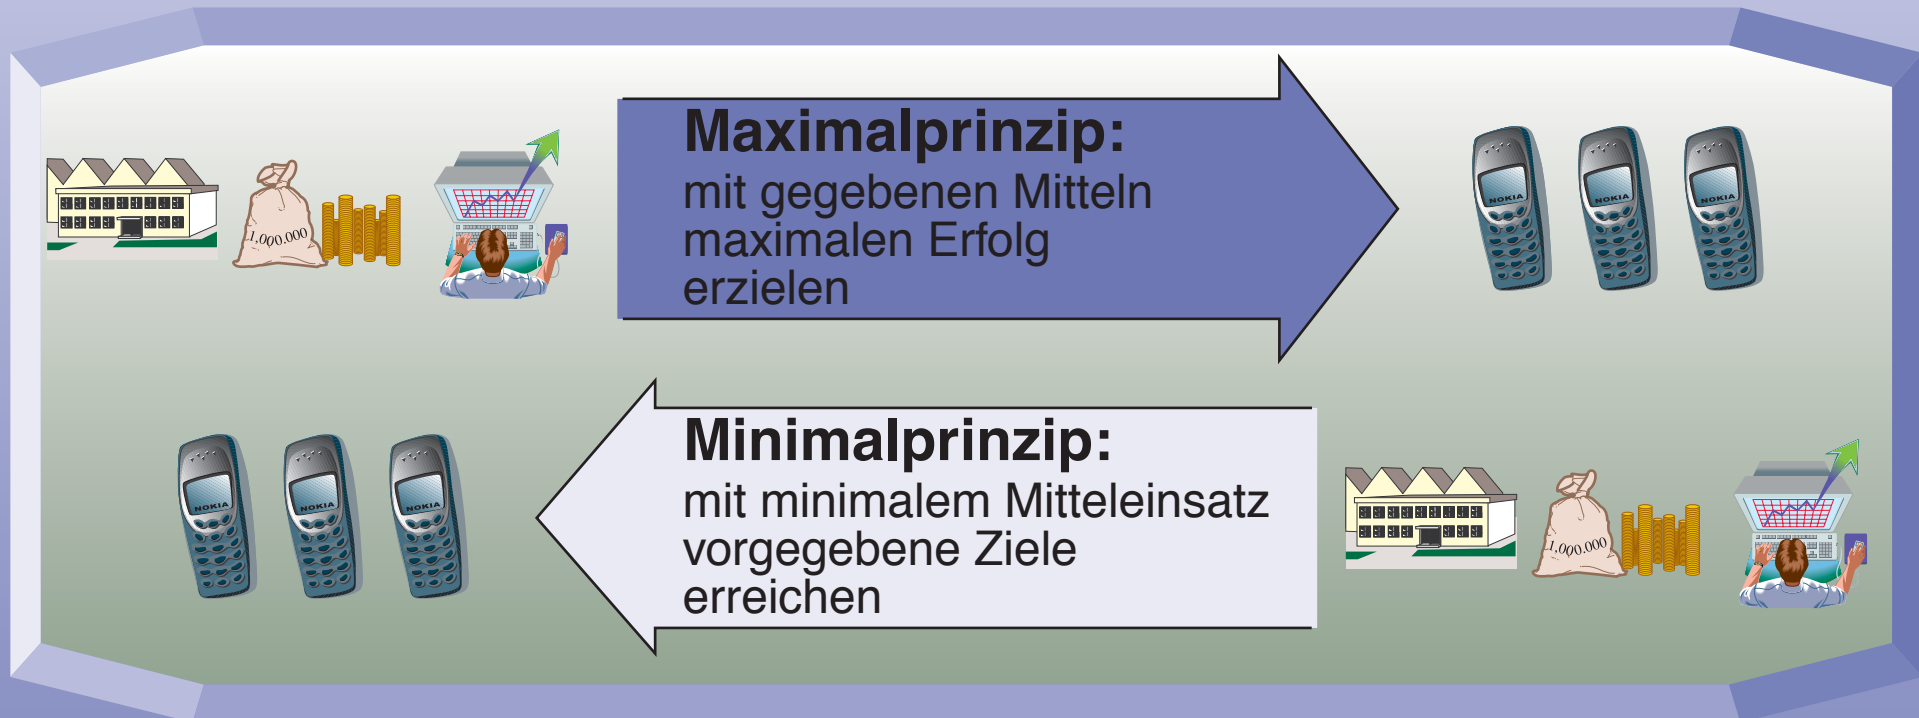 Maximalprinzip:
mit gegebenen Mitteln
maximalen Erfolg
erzielen
1,000.000
NOKIA
NOKIA
NOKIA
Minimalprinzip:
mit minimalem Mitteleinsatz
vorgegebene Ziele
erreichen
NOKIA
NOKIA
NOKIA
1,000.000